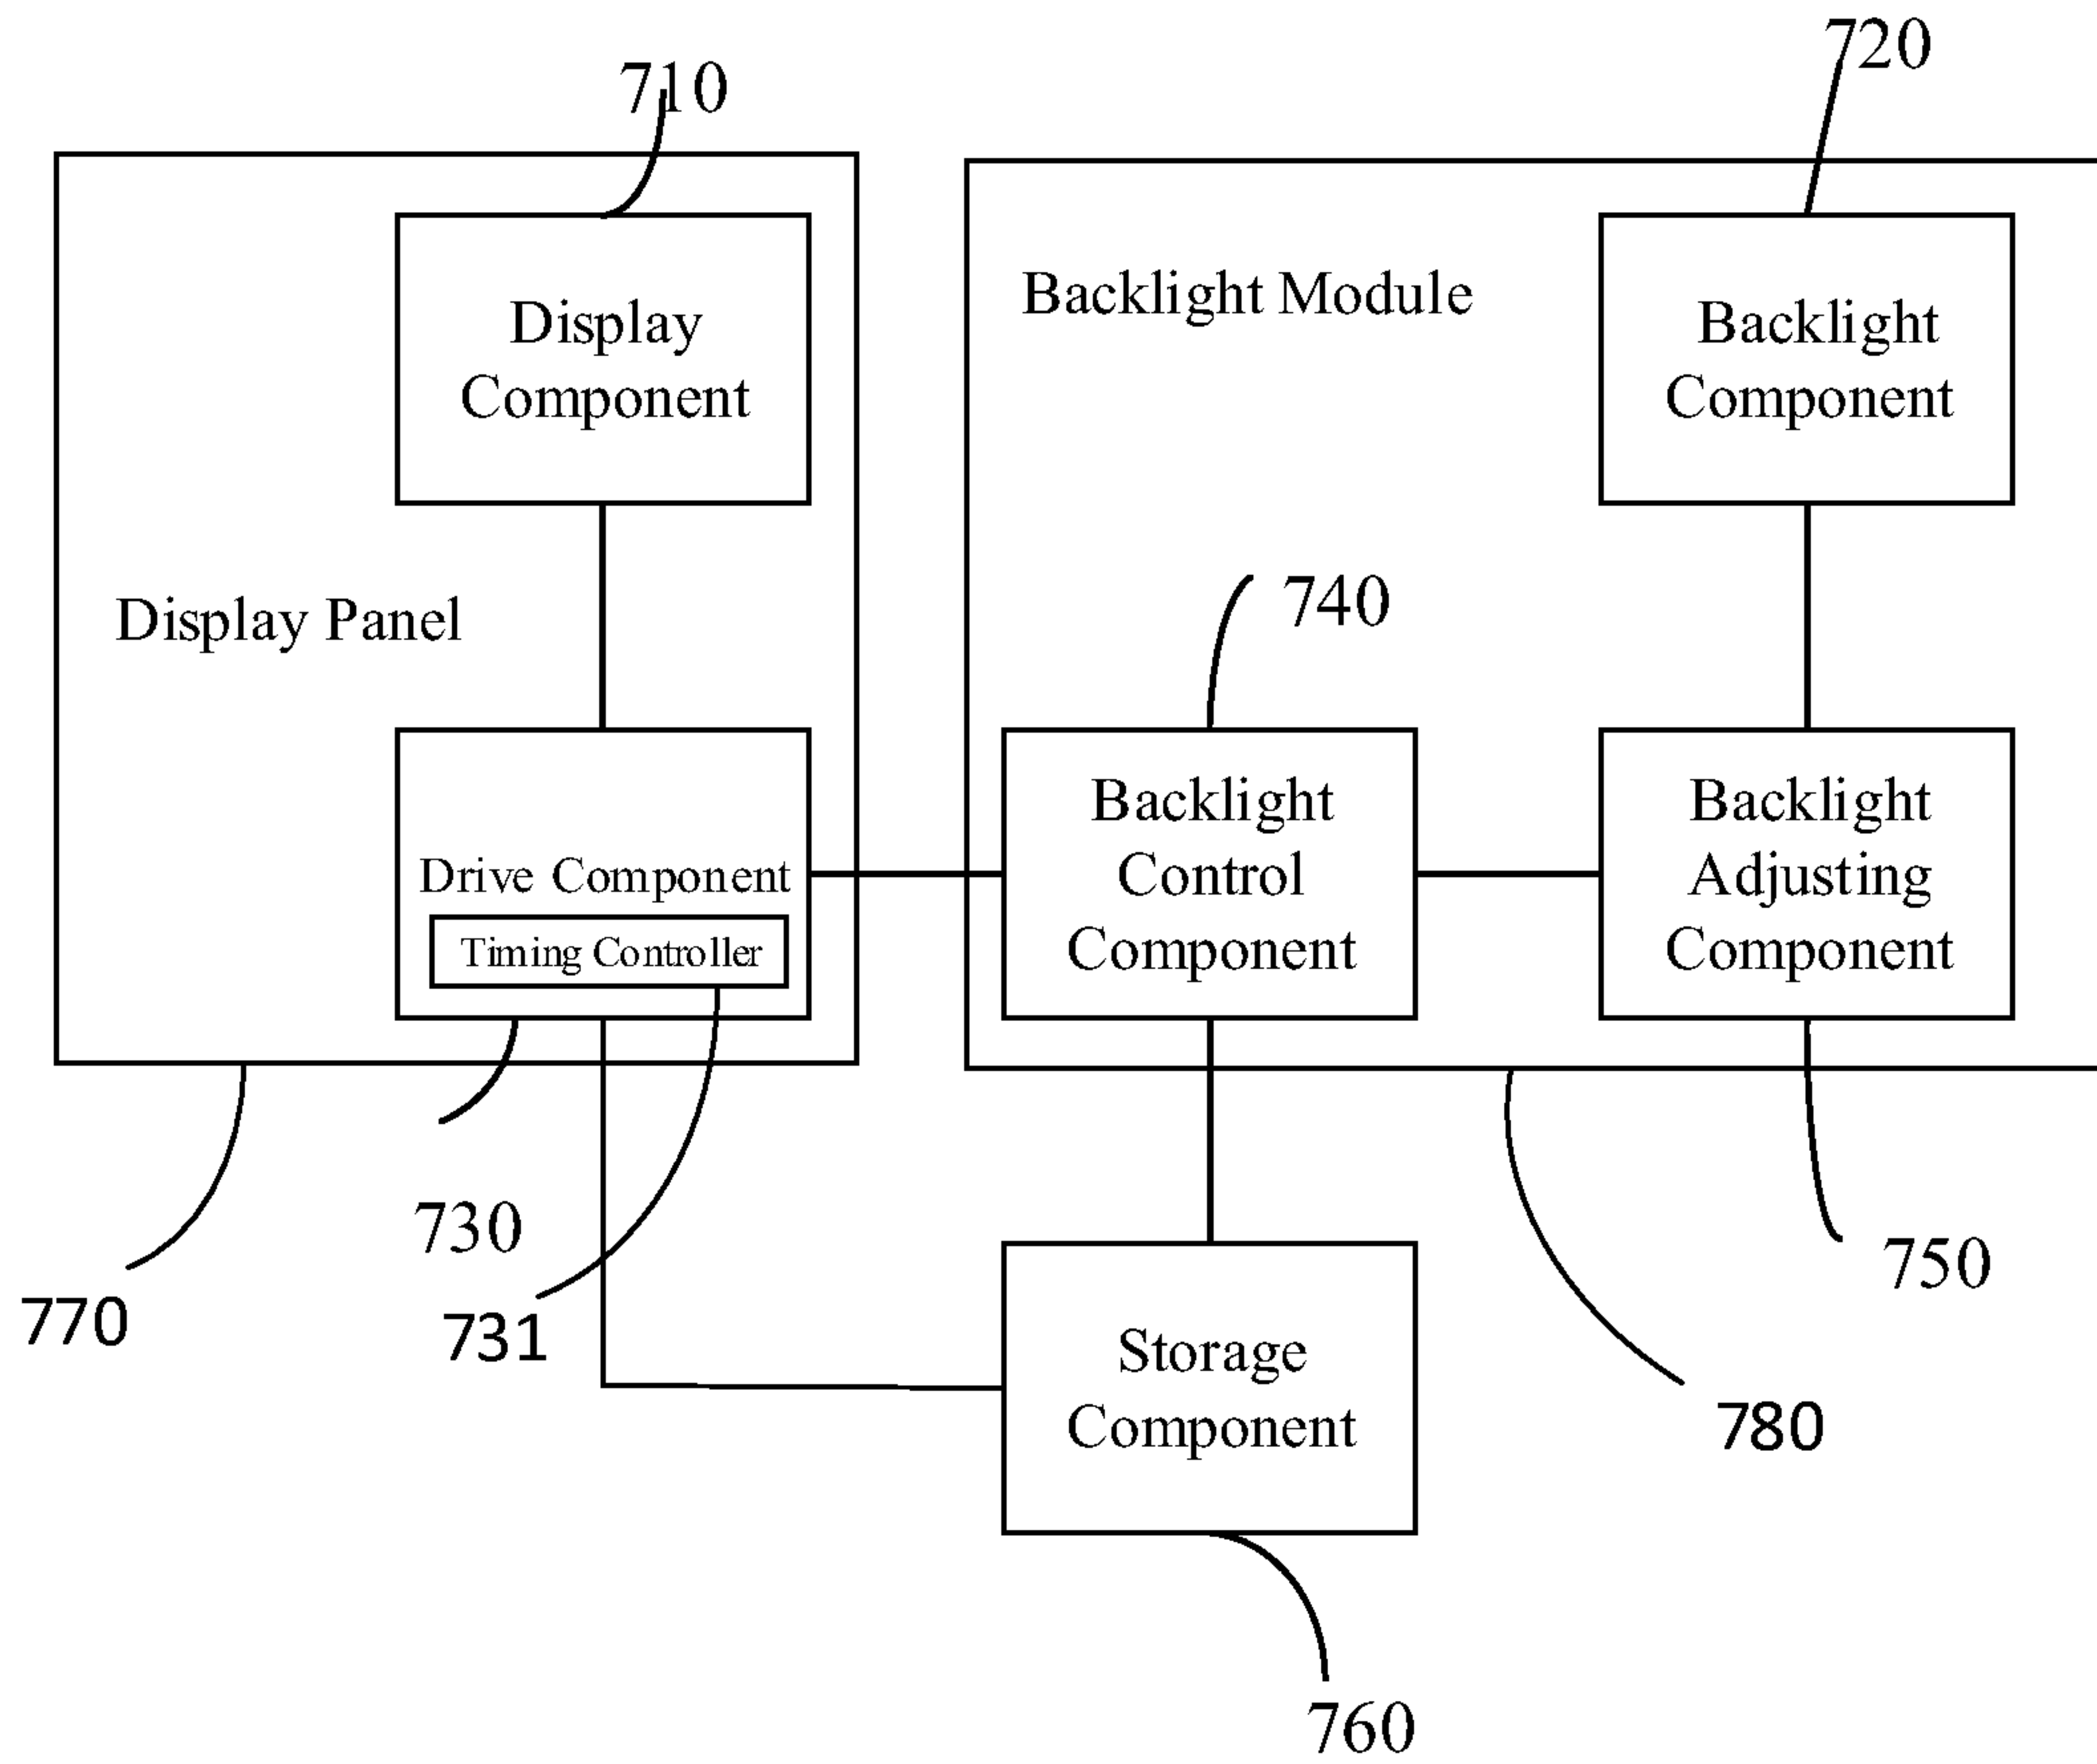 720
710
Display
Component
Backlight Module
Backlight
Component
Display Panel
740
Drive Component
Timing Controller
Backlight
Control
Component
Backlight
Adjusting
Component
730
770
731
750
Storage
Component
780
760